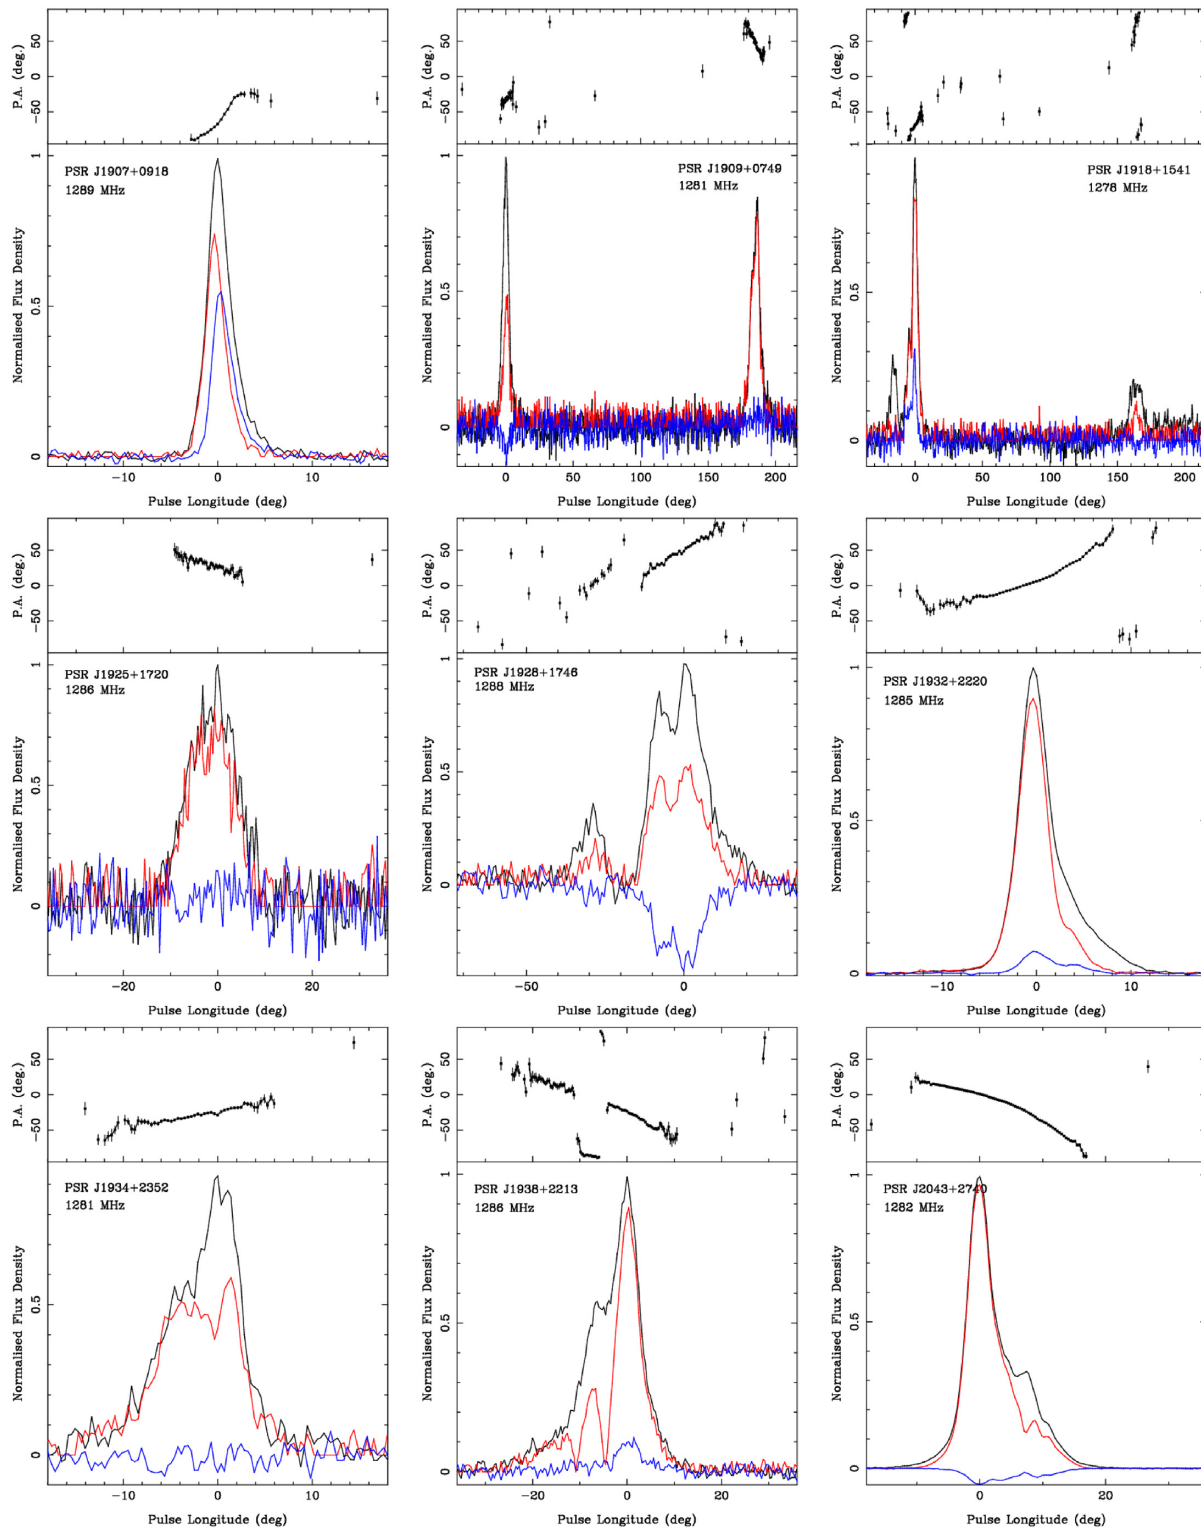 P.A. (deg.)
50
0
−50
1
0.5
0
Normalised Flux Density
PSR J1907+0918
1289 MHz
−10
0
10
Pulse Longitude (deg)
P.A. (deg.)
50
0
−50
1
0.5
0
Normalised Flux Density
PSR J1909+0749
1281 MHz
0
50
100
150
200
Pulse Longitude (deg)
P.A. (deg.)
50
0
−50
1
0.5
0
Normalised Flux Density
PSR J1918+1541
1278 MHz
0
50
100
150
200
Pulse Longitude (deg)
P.A. (deg.)
50
0
−50
1
0.5
0
Normalised Flux Density
PSR J1925+1720
1286 MHz
−20
0
20
Pulse Longitude (deg)
P.A. (deg.)
50
0
−50
1
0.5
0
Normalised Flux Density
PSR J1928+1746
1288 MHz
−50
0
Pulse Longitude (deg)
P.A. (deg.)
50
0
−50
1
0.5
0
Normalised Flux Density
PSR J1932+2220
1285 MHz
−10
0
10
Pulse Longitude (deg)
P.A. (deg.)
50
0
−50
1
0.5
0
Normalised Flux Density
PSR J1934+2352
1281 MHz
−10
0
10
Pulse Longitude (deg)
P.A. (deg.)
50
0
−50
1
0.5
0
Normalised Flux Density
PSR J1938+2213
1286 MHz
−20
0
20
Pulse Longitude (deg)
P.A. (deg.)
50
0
−50
1
0.5
0
Normalised Flux Density
PSR J2043+2740
1282 MHz
0
20
Pulse Longitude (deg)